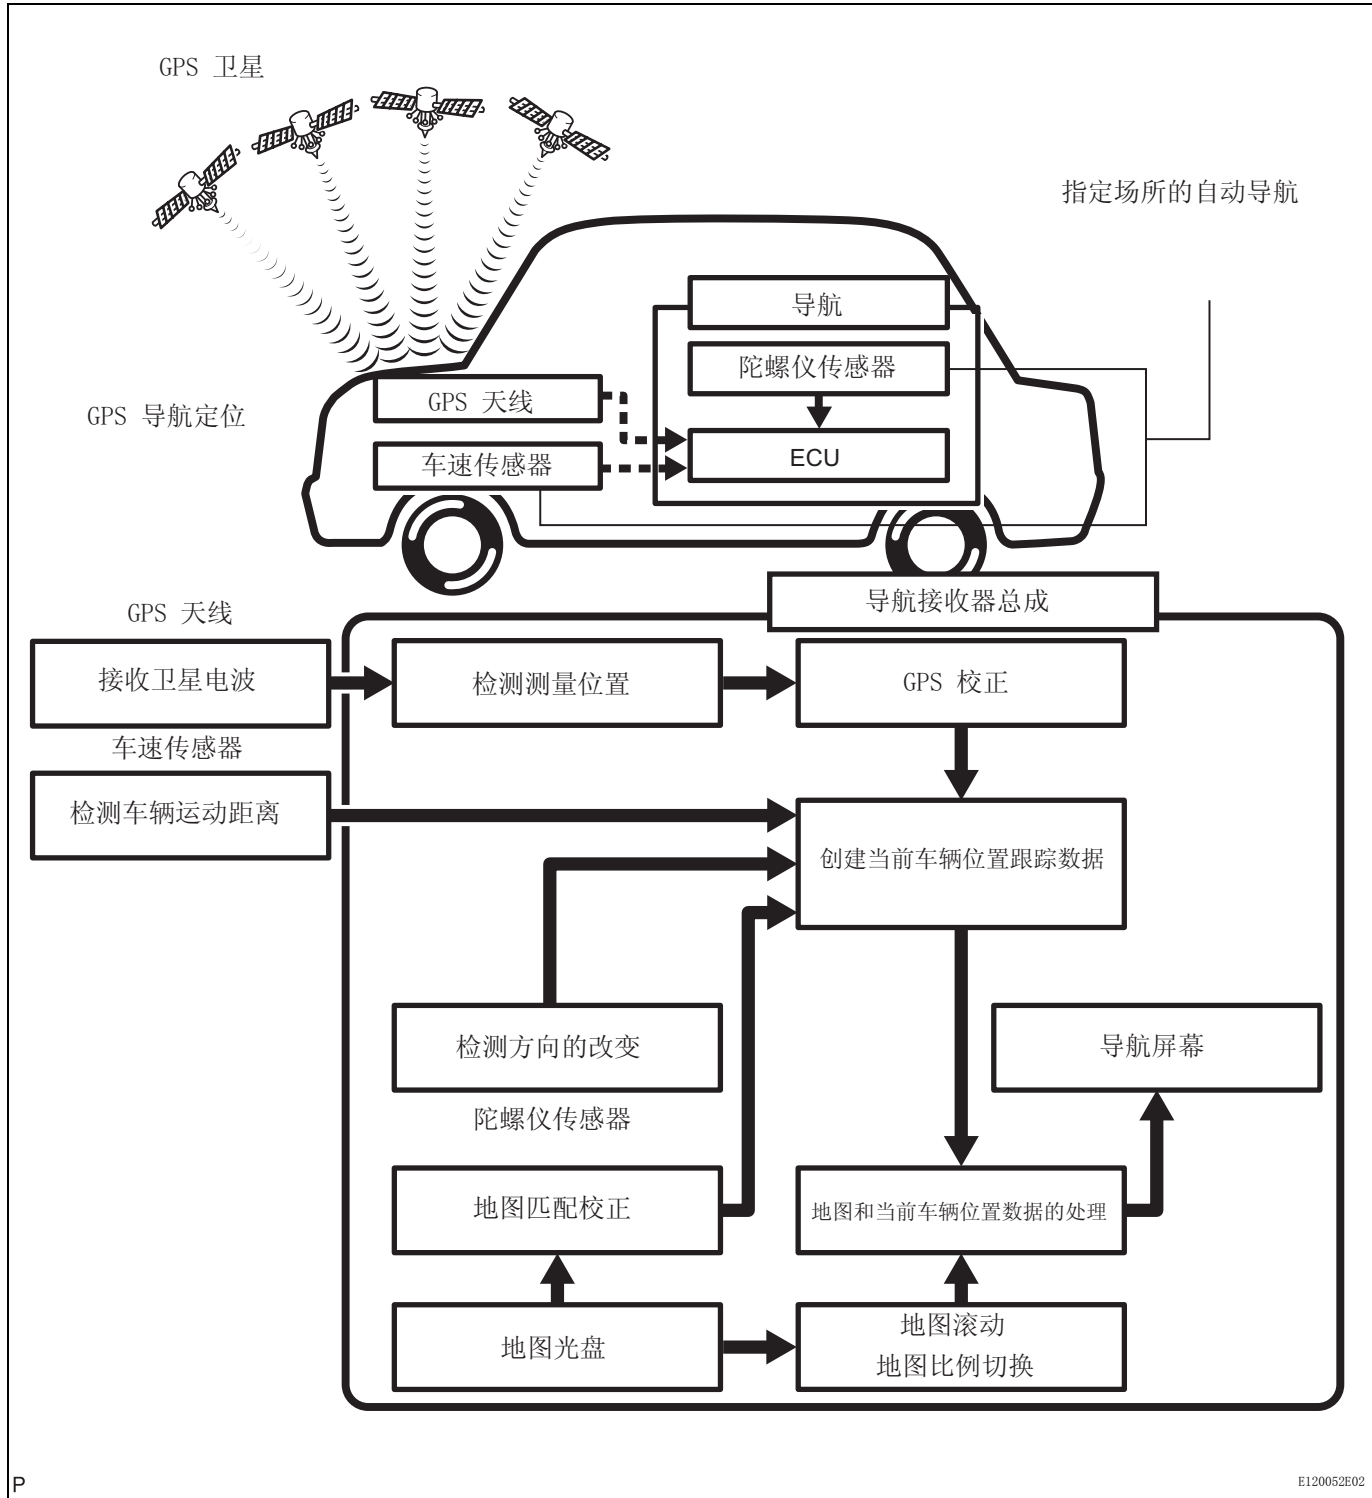 GPS 卫星
指定场所的自动导航
导航
陀螺仪传感器
GPS 导航定位
GPS 天线
车速传感器
ECU
导航接收器总成
GPS 天线
接收卫星电波
检测测量位置
GPS 校正
车速传感器
检测车辆运动距离
创建当前车辆位置跟踪数据
检测方向的改变
导航屏幕
陀螺仪传感器
地图匹配校正
地图和当前车辆位置数据的处理
地图光盘
地图滚动
地图比例切换
P
E120052E02